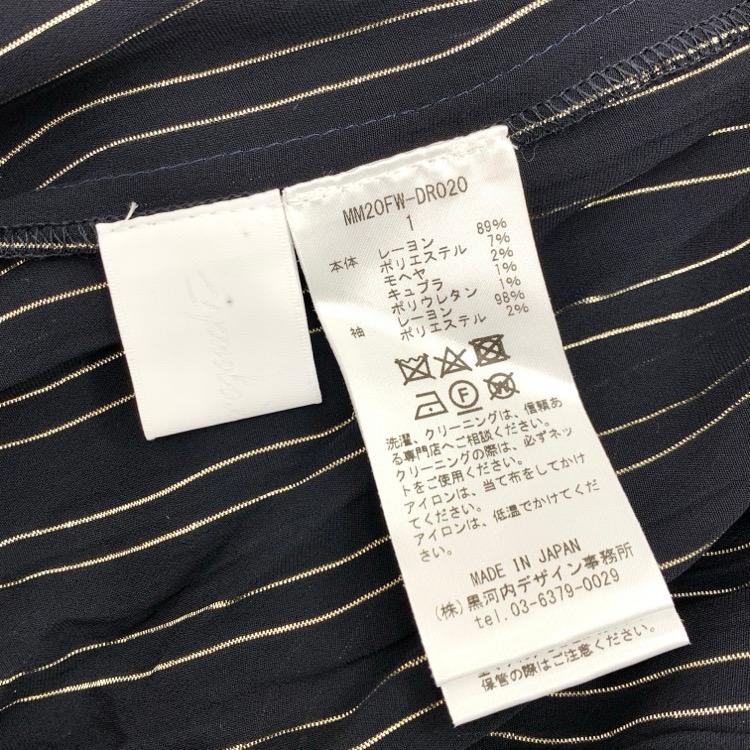 MM20FW-DR020
1
本体 レーヨン 89%
ポリエステル 7%
モヘヤ 2%
キュプラ 1%
ポリウレタン 1%
袖 レーヨン 98%
ポリエステル 2%
洗濯、クリーニングは、信頼あ
る専門店へご相談ください。
クリーニングの際は、必ずネッ
トをご使用ください。
アイロンは、当て布をしてかけ
てください。
アイロンは、低温でかけてくだ
さい。
MADE IN JAPAN
(株)黒河内デザイン事務所
tel.03-6379-0029
保管の際はご注意ください。